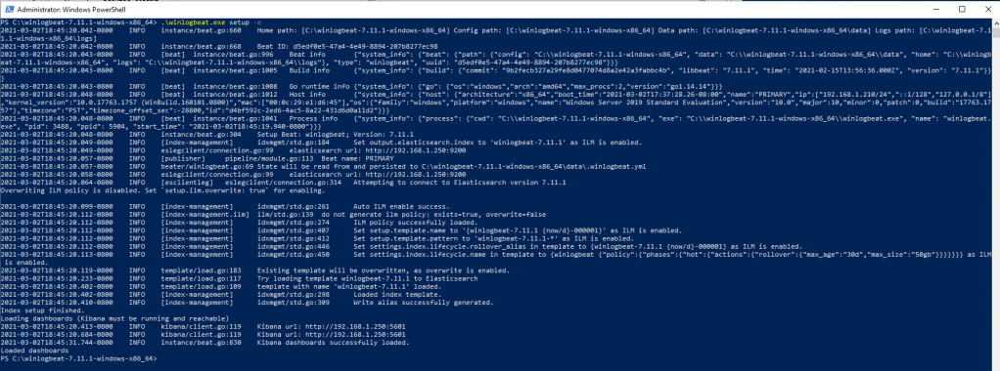 Administrator: Windows PowerShell
PS C:\winlogbeat-7.11.1-windows-x86_64> .\winlogbeat.exe setup -e
2021-03-02T18:45:20.042-0800 INFO instance/beat.go:660 Home path: [C:\winlogbeat-7.11.1-windows-x86_64] Config path: [C:\winlogbeat-7.11.1-windows-x86_64] Data path: [C:\winlogbeat-7.11.1-windows-x86_64\data] Logs path: [C:\winlogbeat-7.1
1.1-windows-x86_64\logs]
2021-03-02T18:45:20.043-0800 INFO instance/beat.go:668 Beat ID: d5edf0e5-47a4-4e49-8894-207b8277ec98
2021-03-02T18:45:20.043-0800 INFO [beat] instance/beat.go:996 Beat info {"system_info": {"beat": {"path": {"config": "C:\\winlogbeat-7.11.1-windows-x86_64", "data": "C:\\winlogbeat-7.11.1-windows-x86_64\\data", "home": "C:\\winlogb
eat-7.11.1-windows-x86_64", "logs": "C:\\winlogbeat-7.11.1-windows-x86_64\\logs"}, "type": "winlogbeat", "uuid": "d5edf0e5-47a4-4e49-8894-207b8277ec98"}}}
2021-03-02T18:45:20.043-0800 INFO [beat] instance/beat.go:1005 Build info {"system_info": {"build": {"commit": "9b2fecb327a29fe8d0477074d8a2e42a3fabbc4b", "libbeat": "7.11.1", "time": "2021-02-15T13:56:36.000Z", "version": "7.11.1"}}
}
2021-03-02T18:45:20.043-0800 INFO [beat] instance/beat.go:1008 Go runtime info {"system_info": {"go": {"os":"windows","arch":"amd64","max_procs":2,"version":"go1.14.14"}}}
2021-03-02T18:45:20.048-0800 INFO [beat] instance/beat.go:1012 Host info {"system_info": {"host": {"architecture":"x86_64","boot_time":"2021-03-02T17:37:28.26-08:00","name":"PRIMARY","ip":["192.168.1.210/24","::1/128","127.0.0.1/8"]
,"kernel_version":"10.0.17763.1757 (WinBuild.160101.0800)","mac":["00:0c:29:e1:d6:45"],"os":{"family":"windows","platform":"windows","name":"Windows Server 2019 Standard Evaluation","version":"10.0","major":10,"minor":0,"patch":0,"build":"17763.17
57"},"timezone":"PST","timezone_offset_sec":-28800,"id":"d4bf592c-2ed6-4ac5-8a22-431d6d0a11d2"}}}
2021-03-02T18:45:20.048-0800 INFO [beat] instance/beat.go:1041 Process info {"system_info": {"process": {"cwd": "C:\\winlogbeat-7.11.1-windows-x86_64", "exe": "C:\\winlogbeat-7.11.1-windows-x86_64\\winlogbeat.exe", "name": "winlogbeat.
exe", "pid": 3488, "ppid": 5904, "start_time": "2021-03-02T18:45:19.940-0800"}}}
2021-03-02T18:45:20.048-0800 INFO instance/beat.go:304 Setup Beat: winlogbeat; Version: 7.11.1
2021-03-02T18:45:20.049-0800 INFO [index-management] idxmgmt/std.go:184 Set output.elasticsearch.index to 'winlogbeat-7.11.1' as ILM is enabled.
2021-03-02T18:45:20.049-0800 INFO eslegclient/connection.go:99 elasticsearch url: http://192.168.1.250:9200
2021-03-02T18:45:20.057-0800 INFO [publisher] pipeline/module.go:113 Beat name: PRIMARY
2021-03-02T18:45:20.057-0800 INFO beater/winlogbeat.go:69 State will be read from and persisted to C:\winlogbeat-7.11.1-windows-x86_64\data\.winlogbeat.yml
2021-03-02T18:45:20.058-0800 INFO eslegclient/connection.go:99 elasticsearch url: http://192.168.1.250:9200
2021-03-02T18:45:20.064-0800 INFO [esclientleg] eslegclient/connection.go:314 Attempting to connect to Elasticsearch version 7.11.1
Overwriting ILM policy is disabled. Set `setup.ilm.overwrite: true` for enabling.
2021-03-02T18:45:20.099-0800 INFO [index-management] idxmgmt/std.go:261 Auto ILM enable success.
2021-03-02T18:45:20.112-0800 INFO [index-management.ilm] ilm/std.go:139 do not generate ilm policy: exists=true, overwrite=false
2021-03-02T18:45:20.112-0800 INFO [index-management] idxmgmt/std.go:274 ILM policy successfully loaded.
2021-03-02T18:45:20.112-0800 INFO [index-management] idxmgmt/std.go:407 Set setup.template.name to '{winlogbeat-7.11.1 {now/d}-000001}' as ILM is enabled.
2021-03-02T18:45:20.112-0800 INFO [index-management] idxmgmt/std.go:412 Set setup.template.pattern to 'winlogbeat-7.11.1-*' as ILM is enabled.
2021-03-02T18:45:20.112-0800 INFO [index-management] idxmgmt/std.go:446 Set settings.index.lifecycle.rollover_alias in template to {winlogbeat-7.11.1 {now/d}-000001} as ILM is enabled.
2021-03-02T18:45:20.113-0800 INFO [index-management] idxmgmt/std.go:450 Set settings.index.lifecycle.name in template to {winlogbeat {"policy":{"phases":{"hot":{"actions":{"rollover":{"max_age":"30d","max_size":"50gb"}}}}}}} as ILM
is enabled.
2021-03-02T18:45:20.119-0800 INFO template/load.go:183 Existing template will be overwritten, as overwrite is enabled.
2021-03-02T18:45:20.233-0800 INFO template/load.go:117 Try loading template winlogbeat-7.11.1 to Elasticsearch
2021-03-02T18:45:20.402-0800 INFO template/load.go:109 template with name 'winlogbeat-7.11.1' loaded.
2021-03-02T18:45:20.402-0800 INFO [index-management] idxmgmt/std.go:298 Loaded index template.
2021-03-02T18:45:20.410-0800 INFO [index-management] idxmgmt/std.go:309 Write alias successfully generated.
Index setup finished.
Loading dashboards (Kibana must be running and reachable)
2021-03-02T18:45:20.413-0800 INFO kibana/client.go:119 Kibana url: http://192.168.1.250:5601
2021-03-02T18:45:20.684-0800 INFO kibana/client.go:119 Kibana url: http://192.168.1.250:5601
2021-03-02T18:45:31.744-0800 INFO instance/beat.go:830 Kibana dashboards successfully loaded.
Loaded dashboards
PS C:\winlogbeat-7.11.1-windows-x86_64>